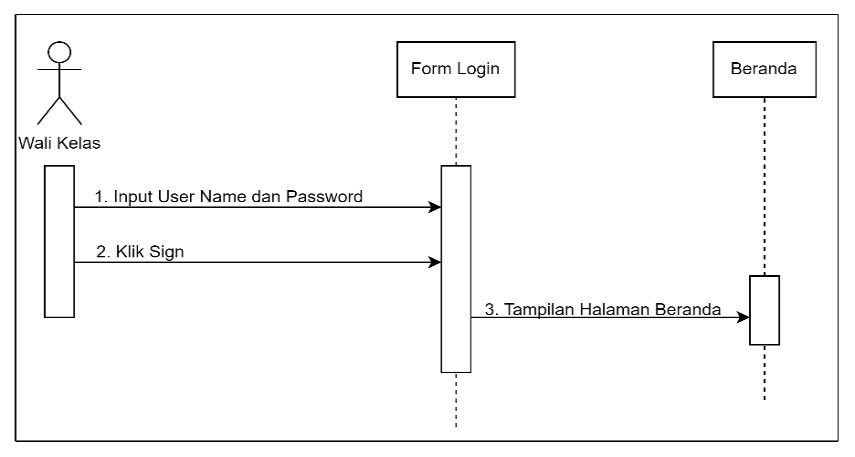 Form Login
Beranda
Wali Kelas
1. Input User Name dan Password
2. Klik Sign
3. Tampilan Halaman Beranda